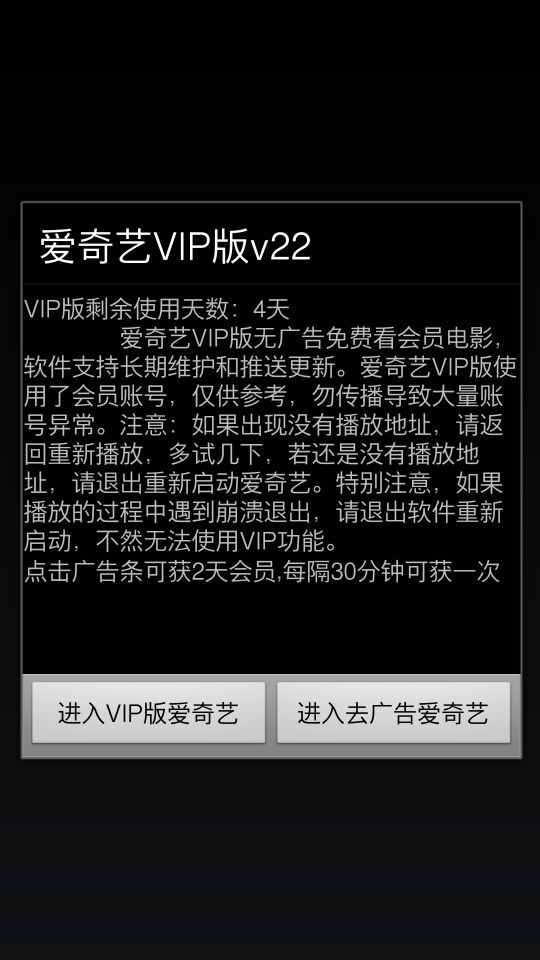 爱奇艺VIP版v22
VIP版剩余使用天数：4天
爱奇艺VIP版无广告免费看会员电影，
软件支持长期维护和推送更新。爱奇艺VIP版使
用了会员账号，仅供参考，勿传播导致大量账
号异常。注意：如果出现没有播放地址，请返
回重新播放，多试几下，若还是没有播放地
址，请退出重新启动爱奇艺。特别注意，如果
播放的过程中遇到崩溃退出，请退出软件重新
启动，不然无法使用VIP功能。
点击广告条可获2天会员,每隔30分钟可获一次
进入VIP版爱奇艺
进入去广告爱奇艺